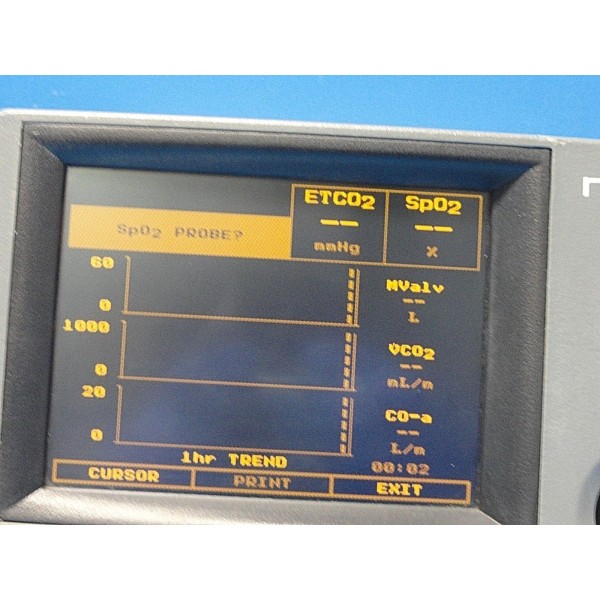 ETCO2 SpO2
-- --
SpO2 PROBE? mmHg %
60
0
MValv
--
L
1000
0
V̇CO2
--
mL/m
20
0
CO-a
--
L/m
1hr TREND 00:02
CURSOR PRINT EXIT